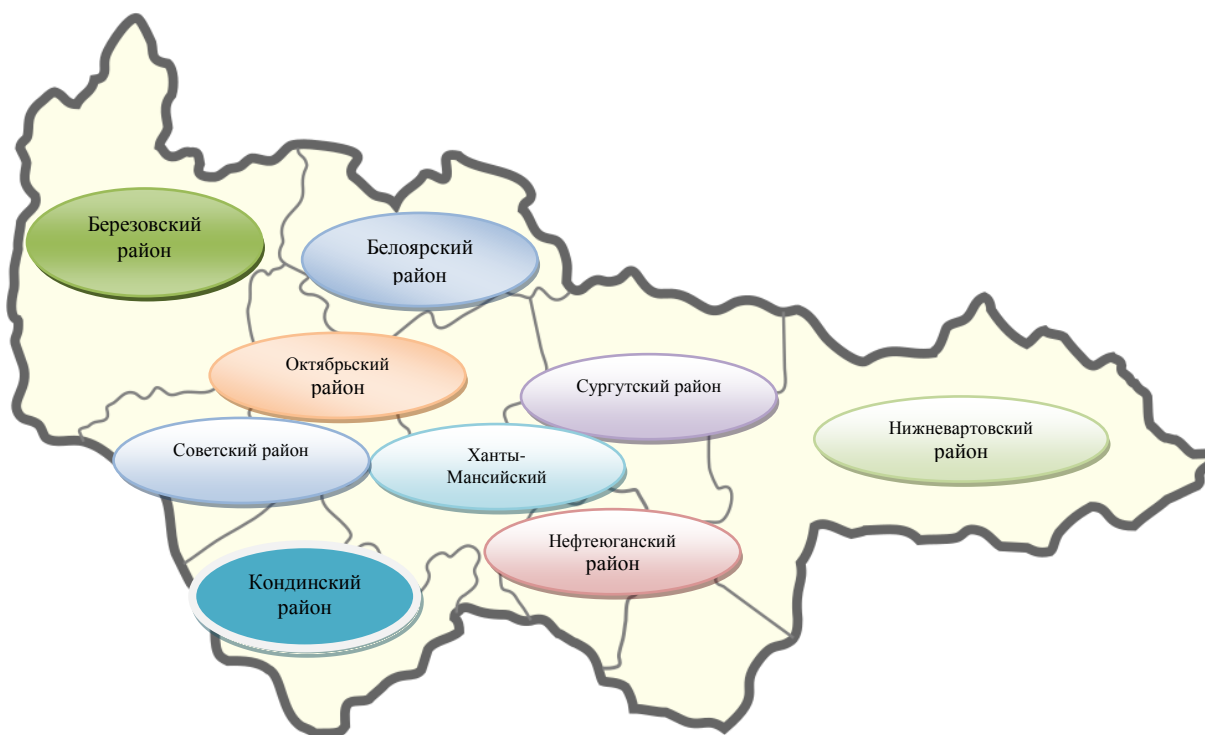 Березовский
район
Белоярский
район
Октябрьский
район
Сургутский район
Нижневартовский
район
Советский район
Ханты-
Мансийский
Нефтеюганский
район
Кондинский
район